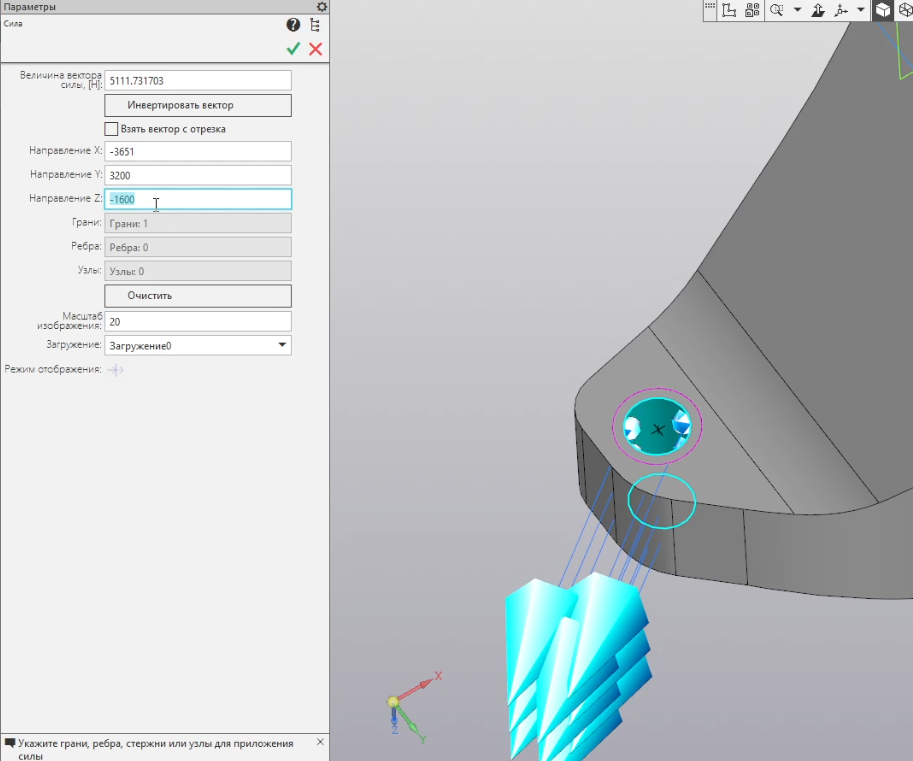 Параметры
Сила
Величина вектора
силы, [Н]:
5111.731703
Инвертировать вектор
Взять вектор с отрезка
Направление X:
-3651
Направление Y:
3200
Направление Z:
-1600
Грани:
Грани: 1
Ребра:
Ребра: 0
Узлы:
Узлы: 0
Очистить
Масштаб
изображения:
20
Загружение:
Загружение0
Режим отображения:
Укажите грани, ребра, стержни или узлы для приложения
силы
X
Y
Z